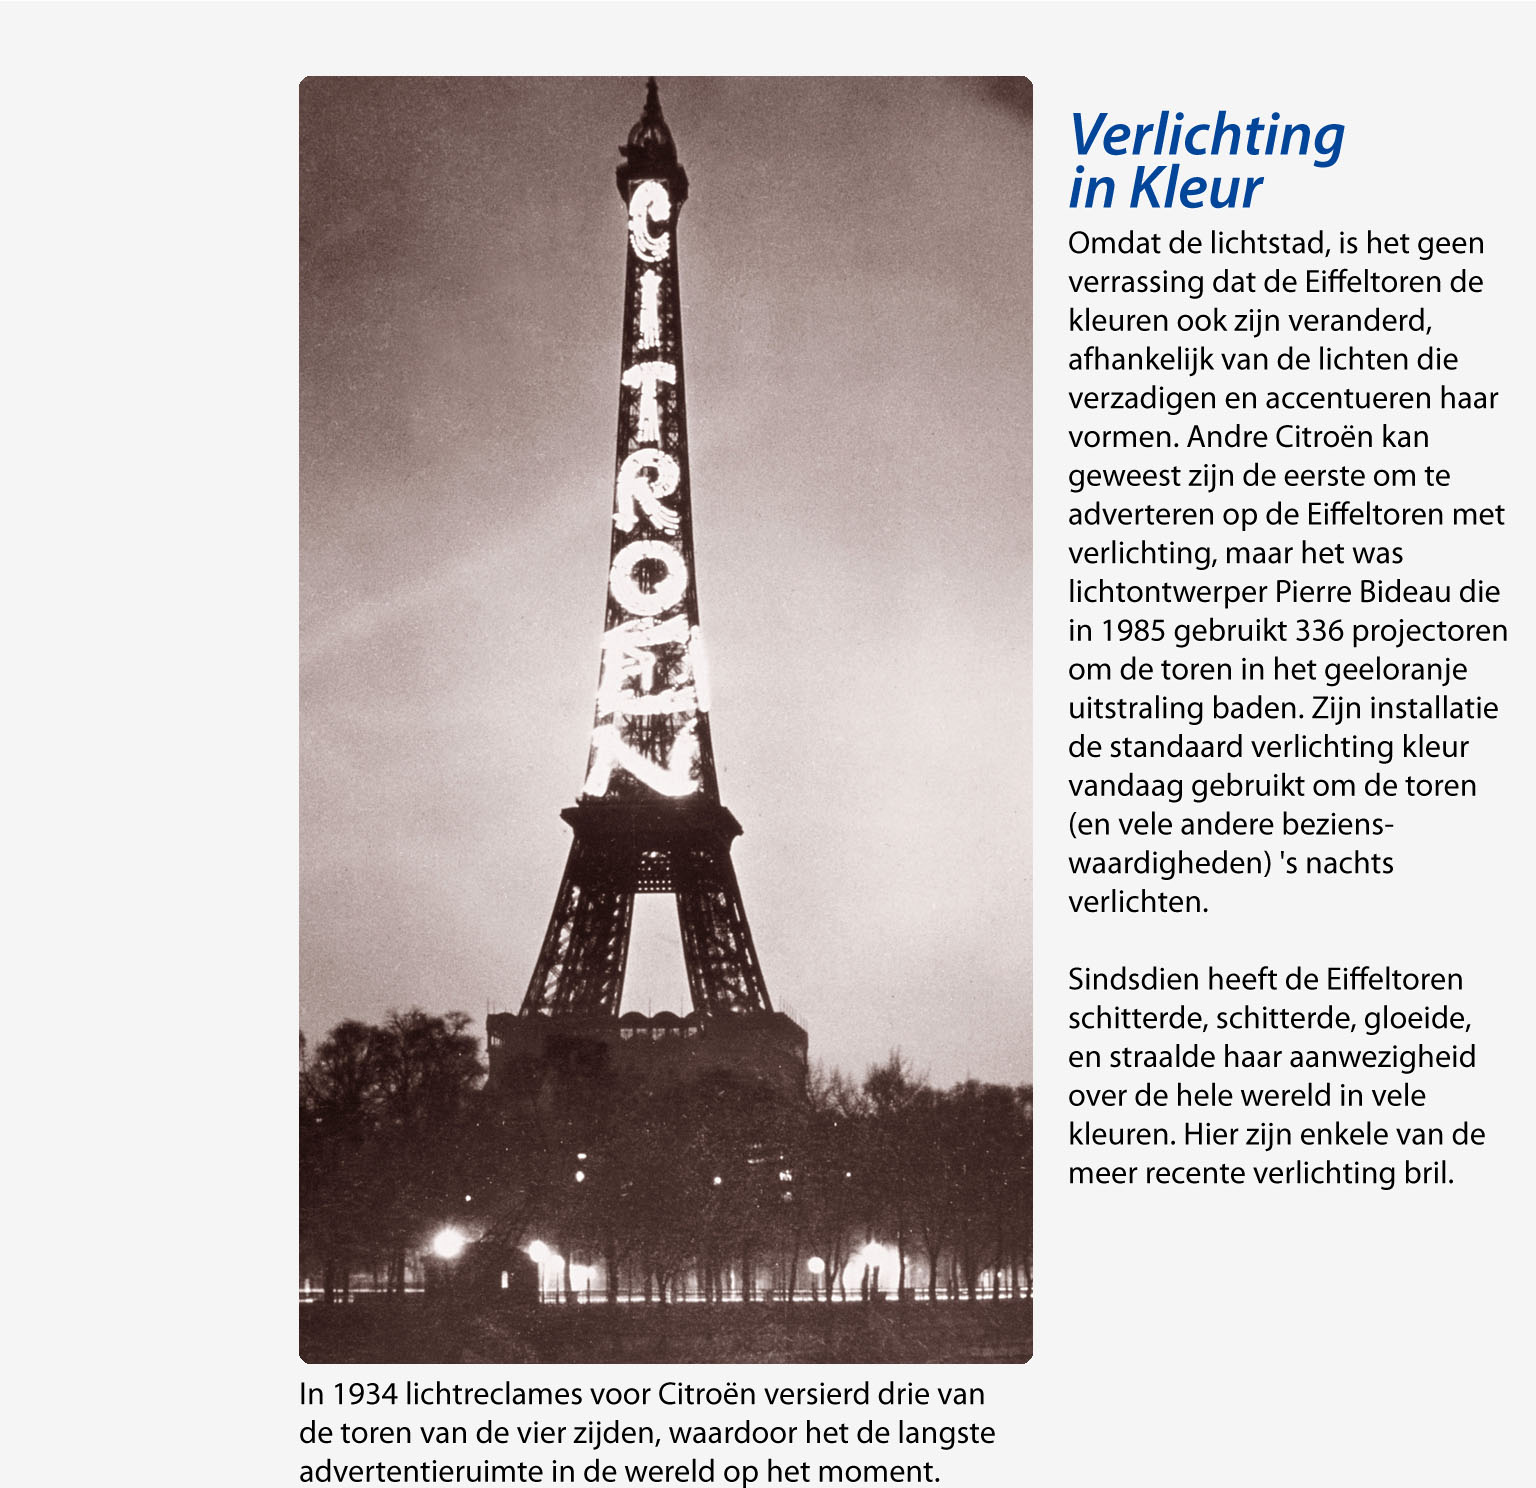 CITROEN
Verlichting
in Kleur
Omdat de lichtstad, is het geen
verrassing dat de Eiffeltoren de
kleuren ook zijn veranderd,
afhankelijk van de lichten die
verzadigen en accentueren haar
vormen. Andre Citroën kan
geweest zijn de eerste om te
adverteren op de Eiffeltoren met
verlichting, maar het was
lichtontwerper Pierre Bideau die
in 1985 gebruikt 336 projectoren
om de toren in het geeloranje
uitstraling baden. Zijn installatie
de standaard verlichting kleur
vandaag gebruikt om de toren
(en vele andere beziens-
waardigheden) 's nachts
verlichten.
Sindsdien heeft de Eiffeltoren
schitterde, schitterde, gloeide,
en straalde haar aanwezigheid
over de hele wereld in vele
kleuren. Hier zijn enkele van de
meer recente verlichting bril.
In 1934 lichtreclames voor Citroën versierd drie van
de toren van de vier zijden, waardoor het de langste
advertentieruimte in de wereld op het moment.